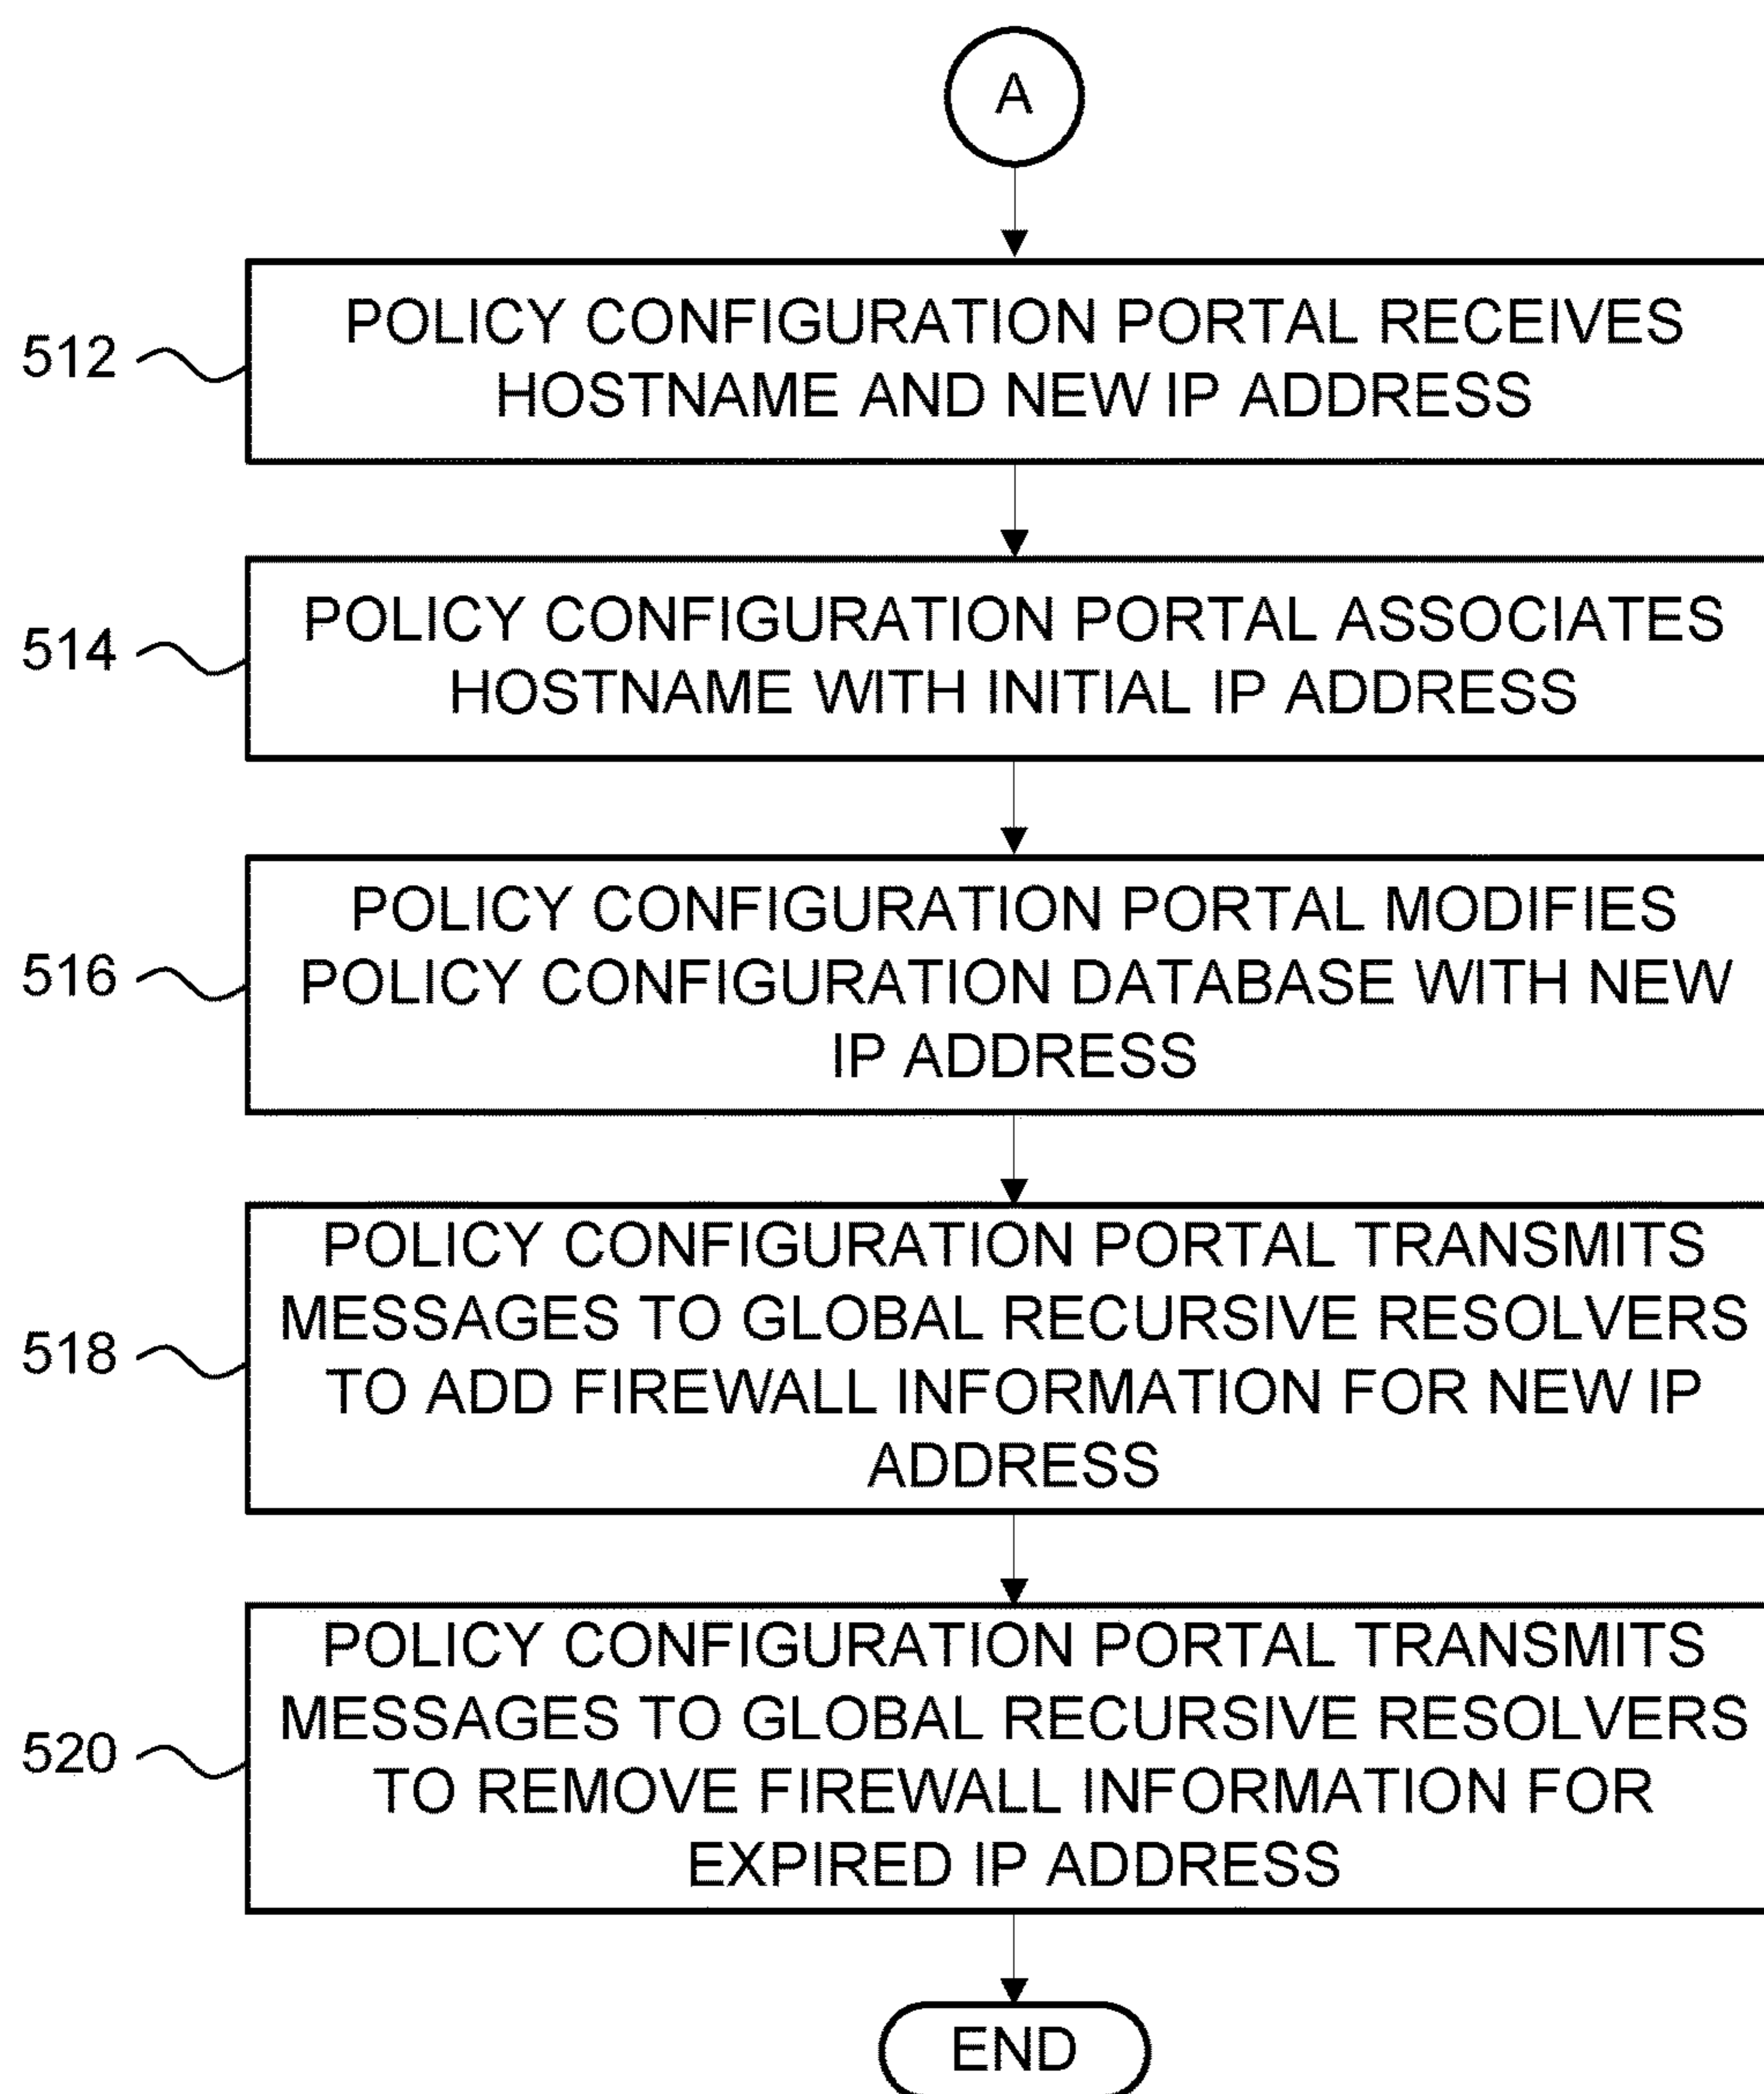 A
512
POLICY CONFIGURATION PORTAL RECEIVES
HOSTNAME AND NEW IP ADDRESS
514
POLICY CONFIGURATION PORTAL ASSOCIATES
HOSTNAME WITH INITIAL IP ADDRESS
516
POLICY CONFIGURATION PORTAL MODIFIES
POLICY CONFIGURATION DATABASE WITH NEW
IP ADDRESS
518
POLICY CONFIGURATION PORTAL TRANSMITS
MESSAGES TO GLOBAL RECURSIVE RESOLVERS
TO ADD FIREWALL INFORMATION FOR NEW IP
ADDRESS
520
POLICY CONFIGURATION PORTAL TRANSMITS
MESSAGES TO GLOBAL RECURSIVE RESOLVERS
TO REMOVE FIREWALL INFORMATION FOR
EXPIRED IP ADDRESS
END